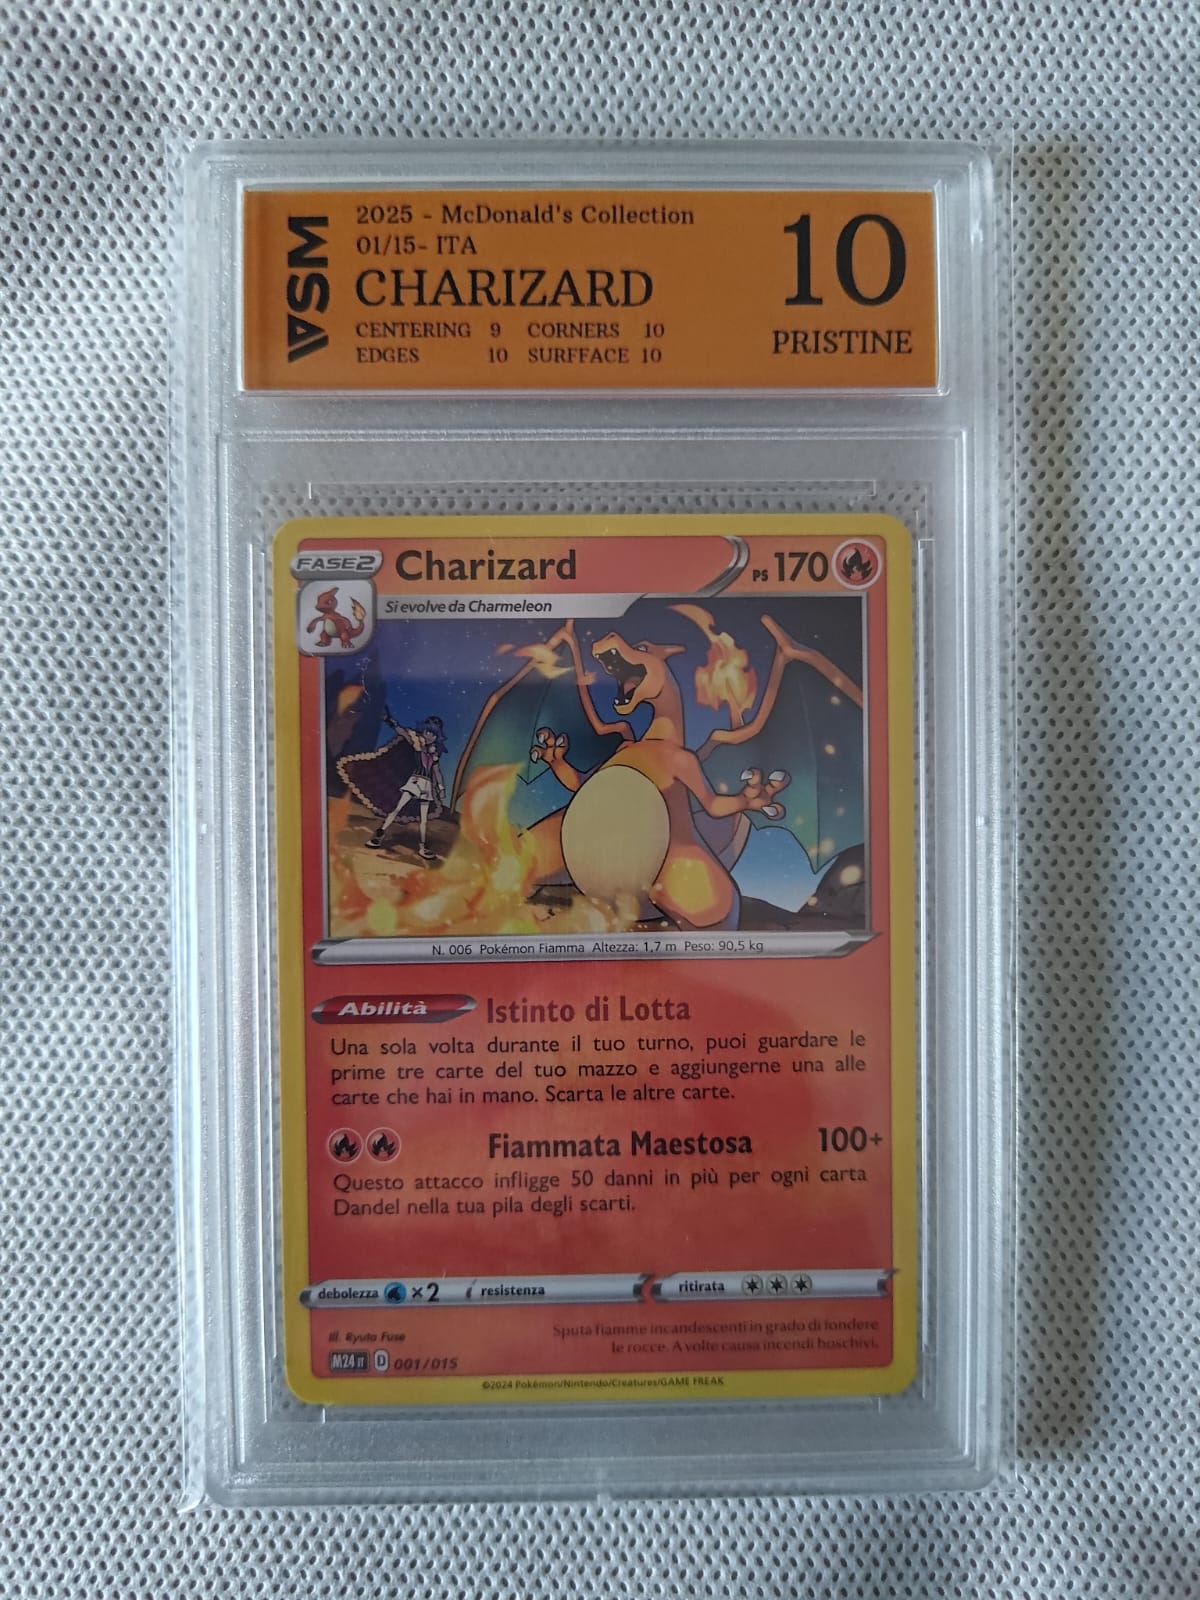 WSA
2025 - McDonald's Collection
01/15- ITA
CHARIZARD
CENTERING 9 CORNERS 10
EDGES 10 SURFFACE 10
10
PRISTINE
FASE2
Charizard
PS 170
Si evolve da Charmeleon
N. 006 Pokémon Fiamma Altezza: 1,7 m Peso: 90,5 kg
Abilità Istinto di Lotta
Una sola volta durante il tuo turno, puoi guardare le
prime tre carte del tuo mazzo e aggiungerne una alle
carte che hai in mano. Scarta le altre carte.
Fiammata Maestosa 100+
Questo attacco infligge 50 danni in più per ogni carta
Dandel nella tua pila degli scarti.
debolezza ×2 resistenza ritirata
Ill. Ryuta Fuse
Sputa fiamme incandescenti in grado di fondere
le rocce. A volte causa incendi boschivi.
M24 IT D 001/015
©2024 Pokémon/Nintendo/Creatures/GAME FREAK